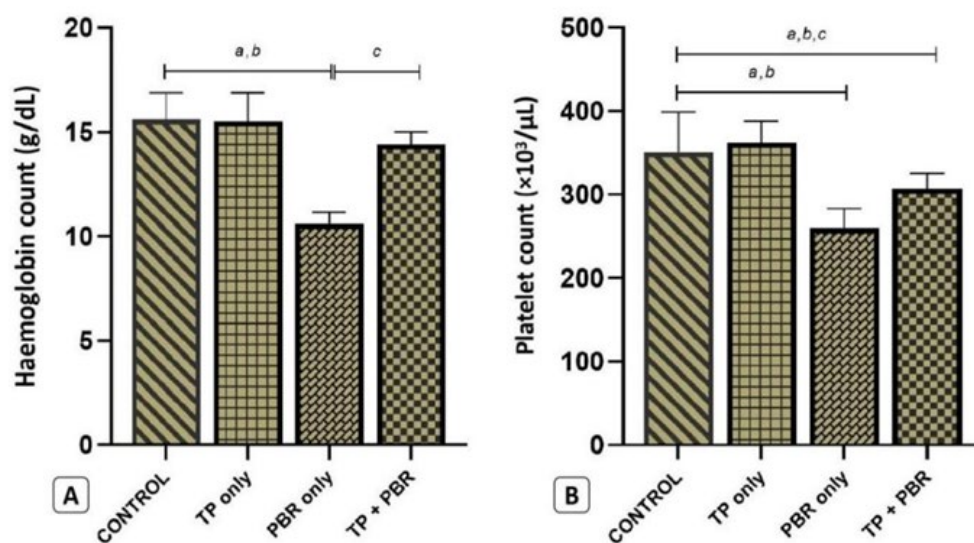 Haemoglobin count (g/dL)
20
15
10
5
0
a,b
c
CONTROL
TP only
PBR only
TP + PBR
A
Platelet count (×10³/μL)
500
400
300
200
100
0
a,b,c
a,b
CONTROL
TP only
PBR only
TP + PBR
B